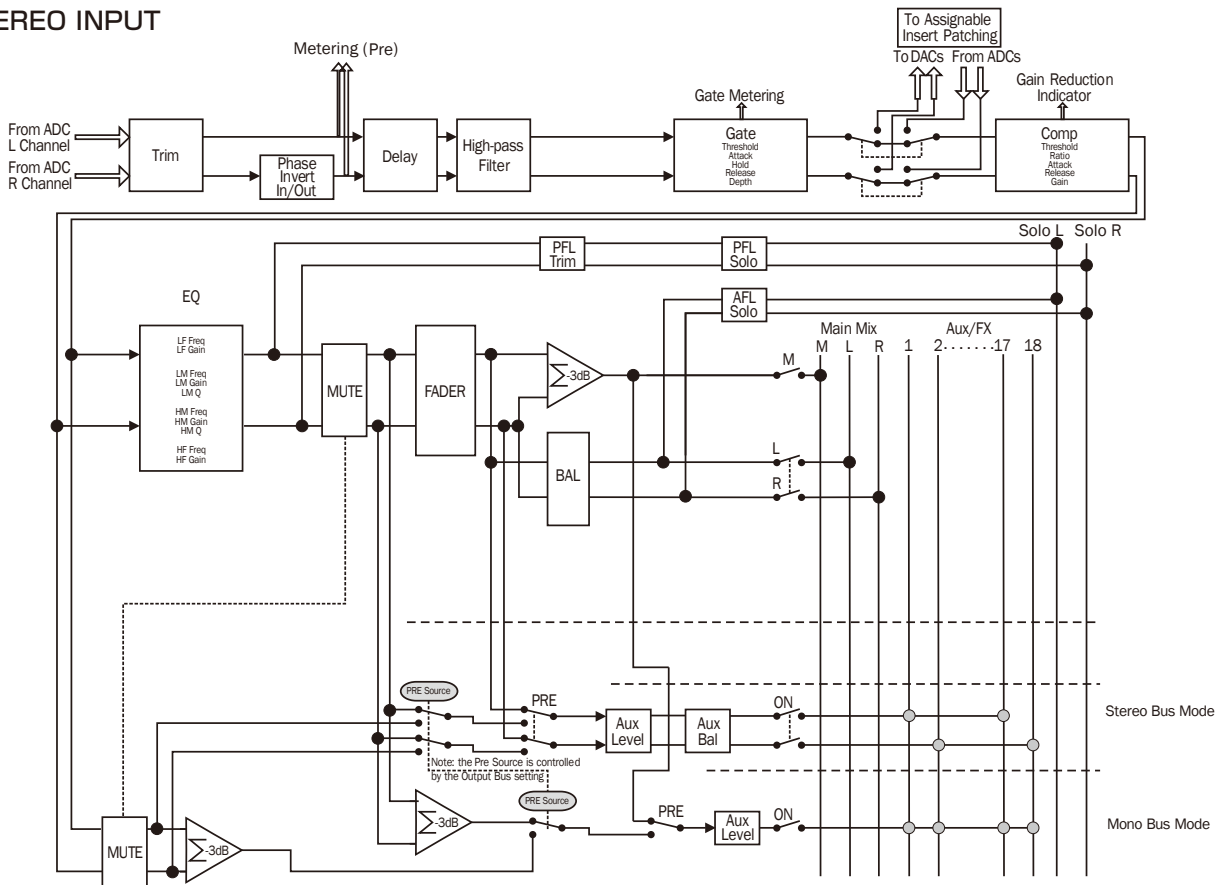 EREO INPUT
To Assignable
Insert Patching
To DACs From ADCs
Metering (Pre)
Gate Metering
Gain Reduction
Indicator
From ADC
L Channel
From ADC
R Channel
Trim
Phase
Invert
In/Out
Delay
High-pass
Filter
Gate
Threshold
Attack
Hold
Release
Depth
Comp
Threshold
Ratio
Attack
Release
Gain
Solo L Solo R
PFL
Trim
PFL
Solo
AFL
Solo
EQ
LF Freq
LF Gain
LM Freq
LM Gain
LM Q
HM Freq
HM Gain
HM Q
HF Freq
HF Gain
MUTE
FADER
Σ-3dB
BAL
Main Mix
M L R
Aux/FX
1 2.......17 18
M
L
R
PRE Source
PRE
Aux
Level
Aux
Bal
ON
Stereo Bus Mode
Note: the Pre Source is controlled
by the Output Bus setting
PRE Source
Σ-3dB
PRE
Aux
Level
ON
Mono Bus Mode
MUTE
Σ-3dB